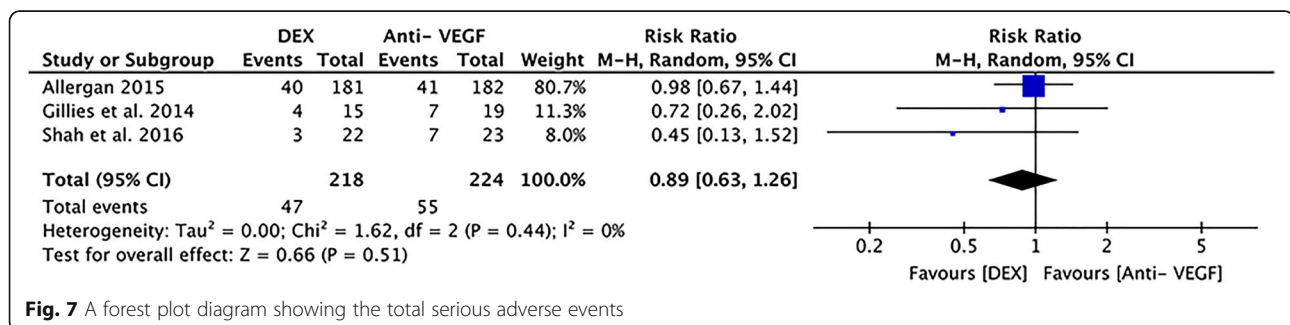 DEX Anti- VEGF Risk Ratio Risk Ratio
Study or Subgroup Events Total Events Total Weight M-H, Random, 95% CI M-H, Random, 95% CI
Allergan 2015 40 181 41 182 80.7% 0.98 [0.67, 1.44]
Gillies et al. 2014 4 15 7 19 11.3% 0.72 [0.26, 2.02]
Shah et al. 2016 3 22 7 23 8.0% 0.45 [0.13, 1.52]
Total (95% CI) 218 224 100.0% 0.89 [0.63, 1.26]
Total events 47 55
Heterogeneity: Tau² = 0.00; Chi² = 1.62, df = 2 (P = 0.44); I² = 0%
Test for overall effect: Z = 0.66 (P = 0.51)
0.2 0.5 1 2 5
Favours [DEX] Favours [Anti- VEGF]
Fig. 7 A forest plot diagram showing the total serious adverse events